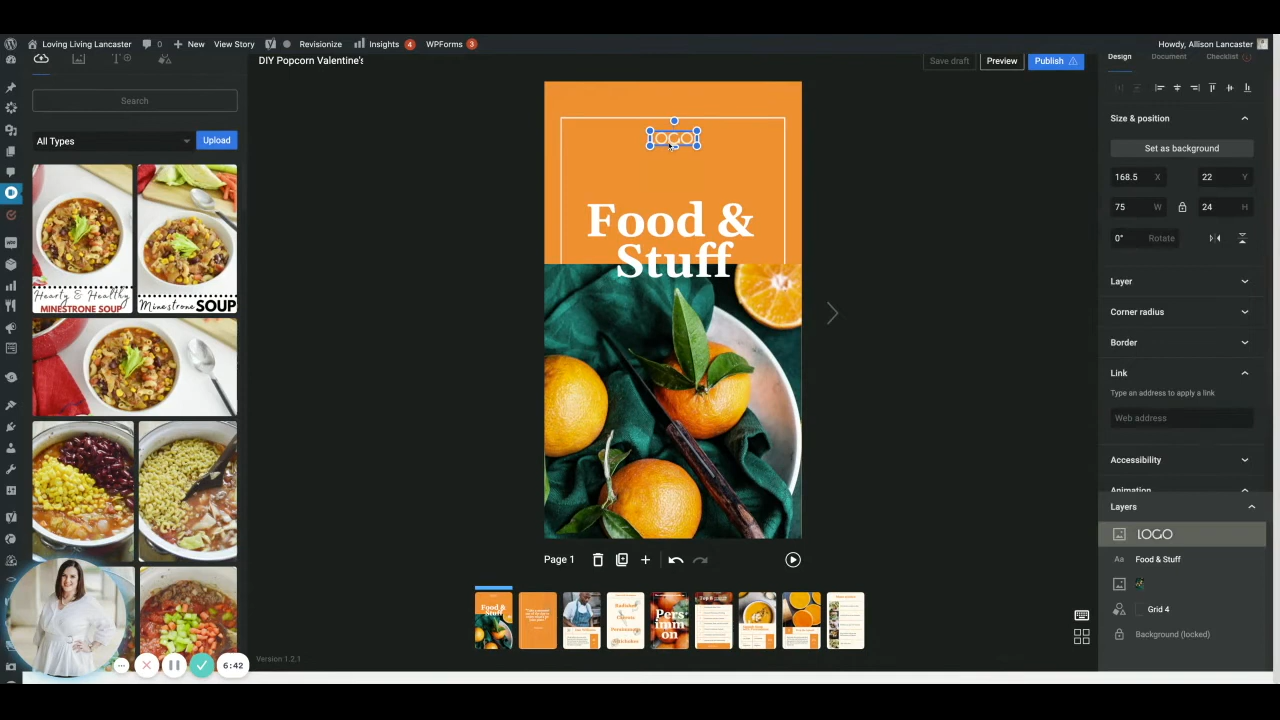 Loving Living Lancaster 0 New View Story Revisionize Insights 4 WPForms 3 Howdy, Allison Lancaster
DIY Popcorn Valentine's Save draft Preview Publish Design Document Checklist
Search
All Types Upload
Hearty & Healthy
MINESTRONE SOUP
Minestrone SOUP
LOGO
Food &
Stuff
Size & position
Set as background
168.5 X 22 Y
75 W 24 H
0° Rotate
Layer
Corner radius
Border
Link
Type an address to apply a link
Web address
Accessibility
Animation
Layers
LOGO
Aa Food & Stuff
Grid 4
Background (locked)
Page 1
Food &
Stuff
Pers
imm
on
Version 1.2.1
6:42